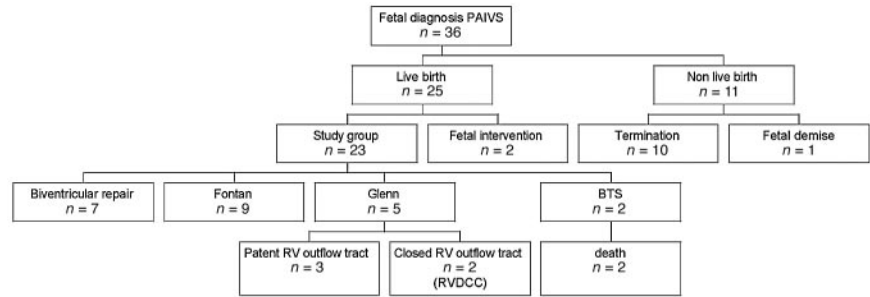 Fetal diagnosis PAIVS
n = 36
Live birth
n = 25
Non live birth
n = 11
Study group
n = 23
Fetal intervention
n = 2
Termination
n = 10
Fetal demise
n = 1
Biventricular repair
n = 7
Fontan
n = 9
Glenn
n = 5
BTS
n = 2
Patent RV outflow tract
n = 3
Closed RV outflow tract
n = 2
(RVDCC)
death
n = 2